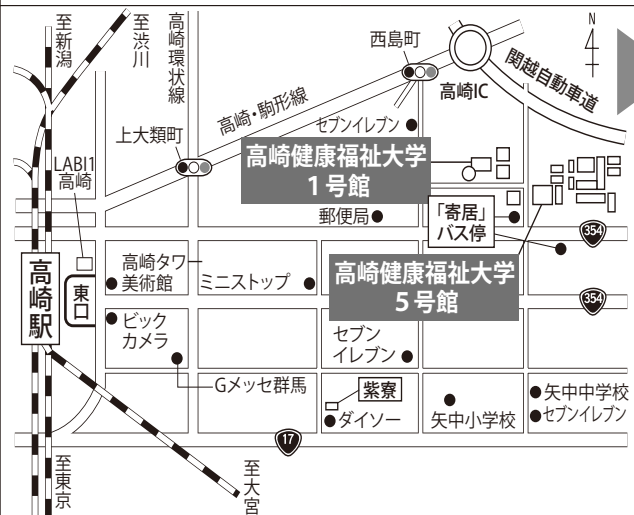 至新潟
至渋川
高崎環状線
高崎・駒形線
西島町
高崎IC
N
4
関越自動車道
上大類町
セブンイレブン
LABI1
高崎
高崎健康福祉大学
1号館
郵便局
「寄居」
バス停
354
高崎駅
東口
高崎タワー
美術館
ミニストップ
高崎健康福祉大学
5号館
354
ビック
カメラ
セブン
イレブン
Gメッセ群馬
紫寮
ダイソー
矢中小学校
矢中中学校
セブンイレブン
17
至東京
至大宮